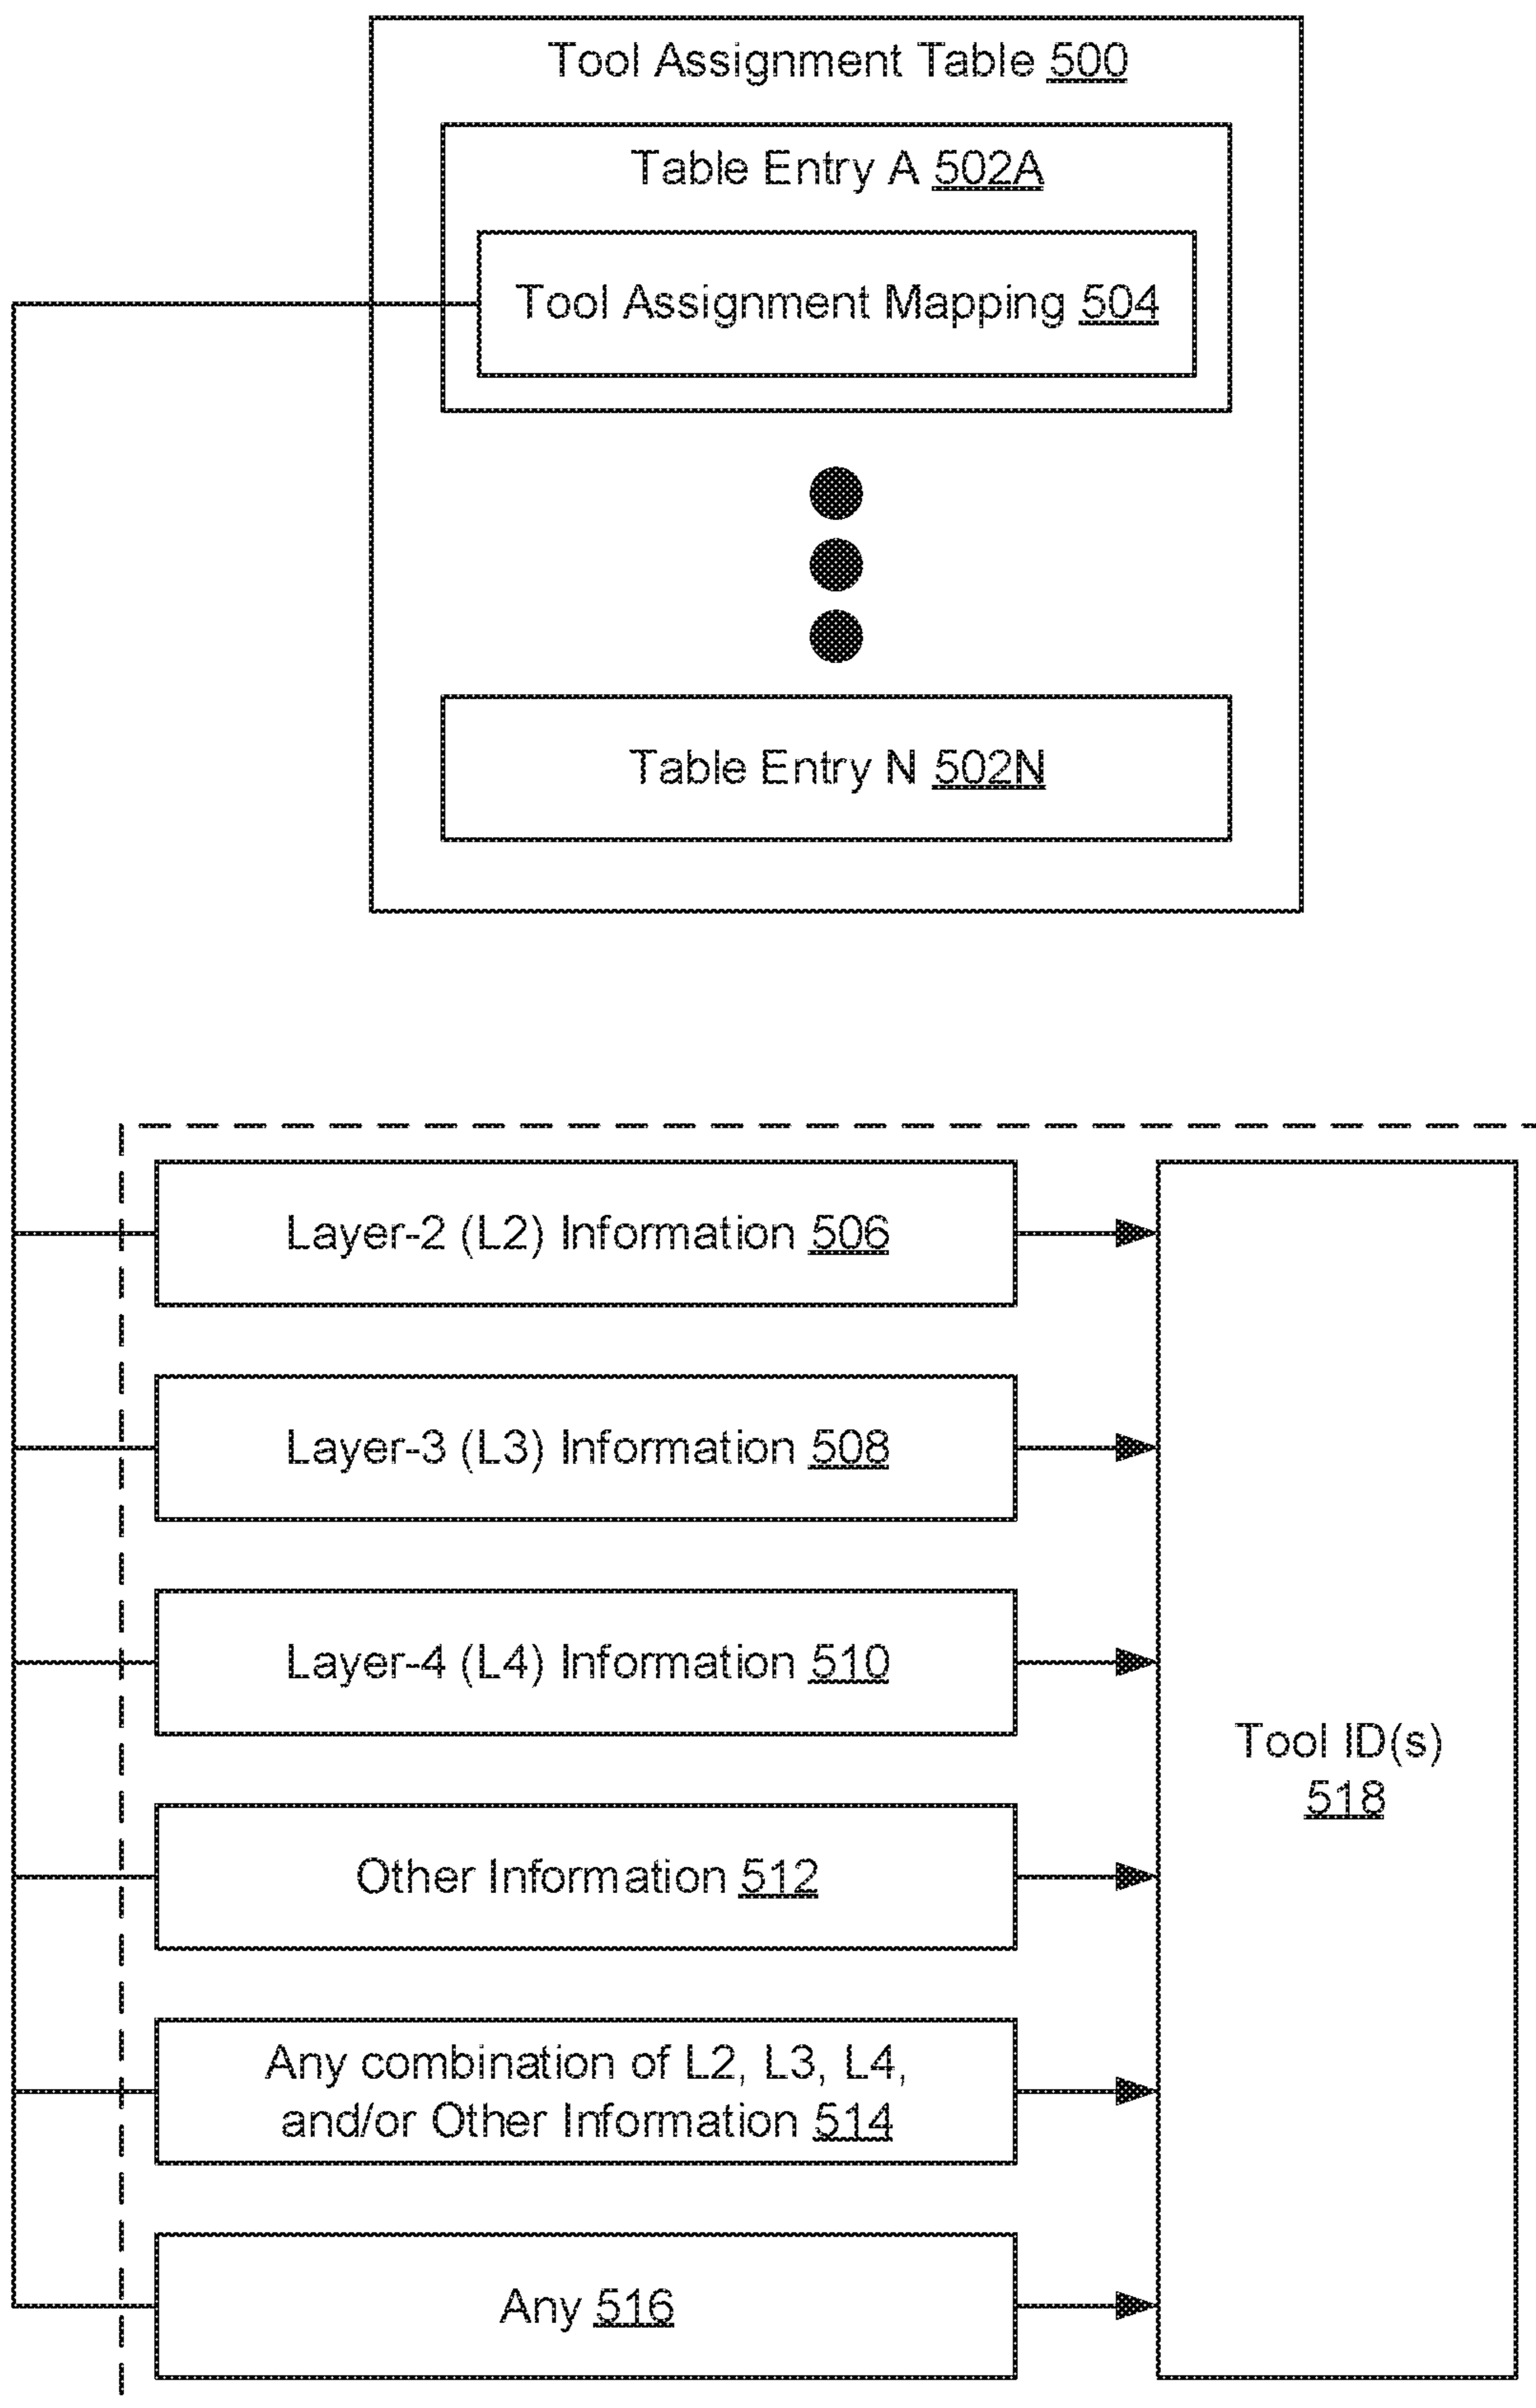 Tool Assignment Table 500
Table Entry A 502A
Tool Assignment Mapping 504
Table Entry N 502N
Layer-2 (L2) Information 506
Layer-3 (L3) Information 508
Layer-4 (L4) Information 510
Other Information 512
Any combination of L2, L3, L4,
and/or Other Information 514
Any 516
Tool ID(s)
518